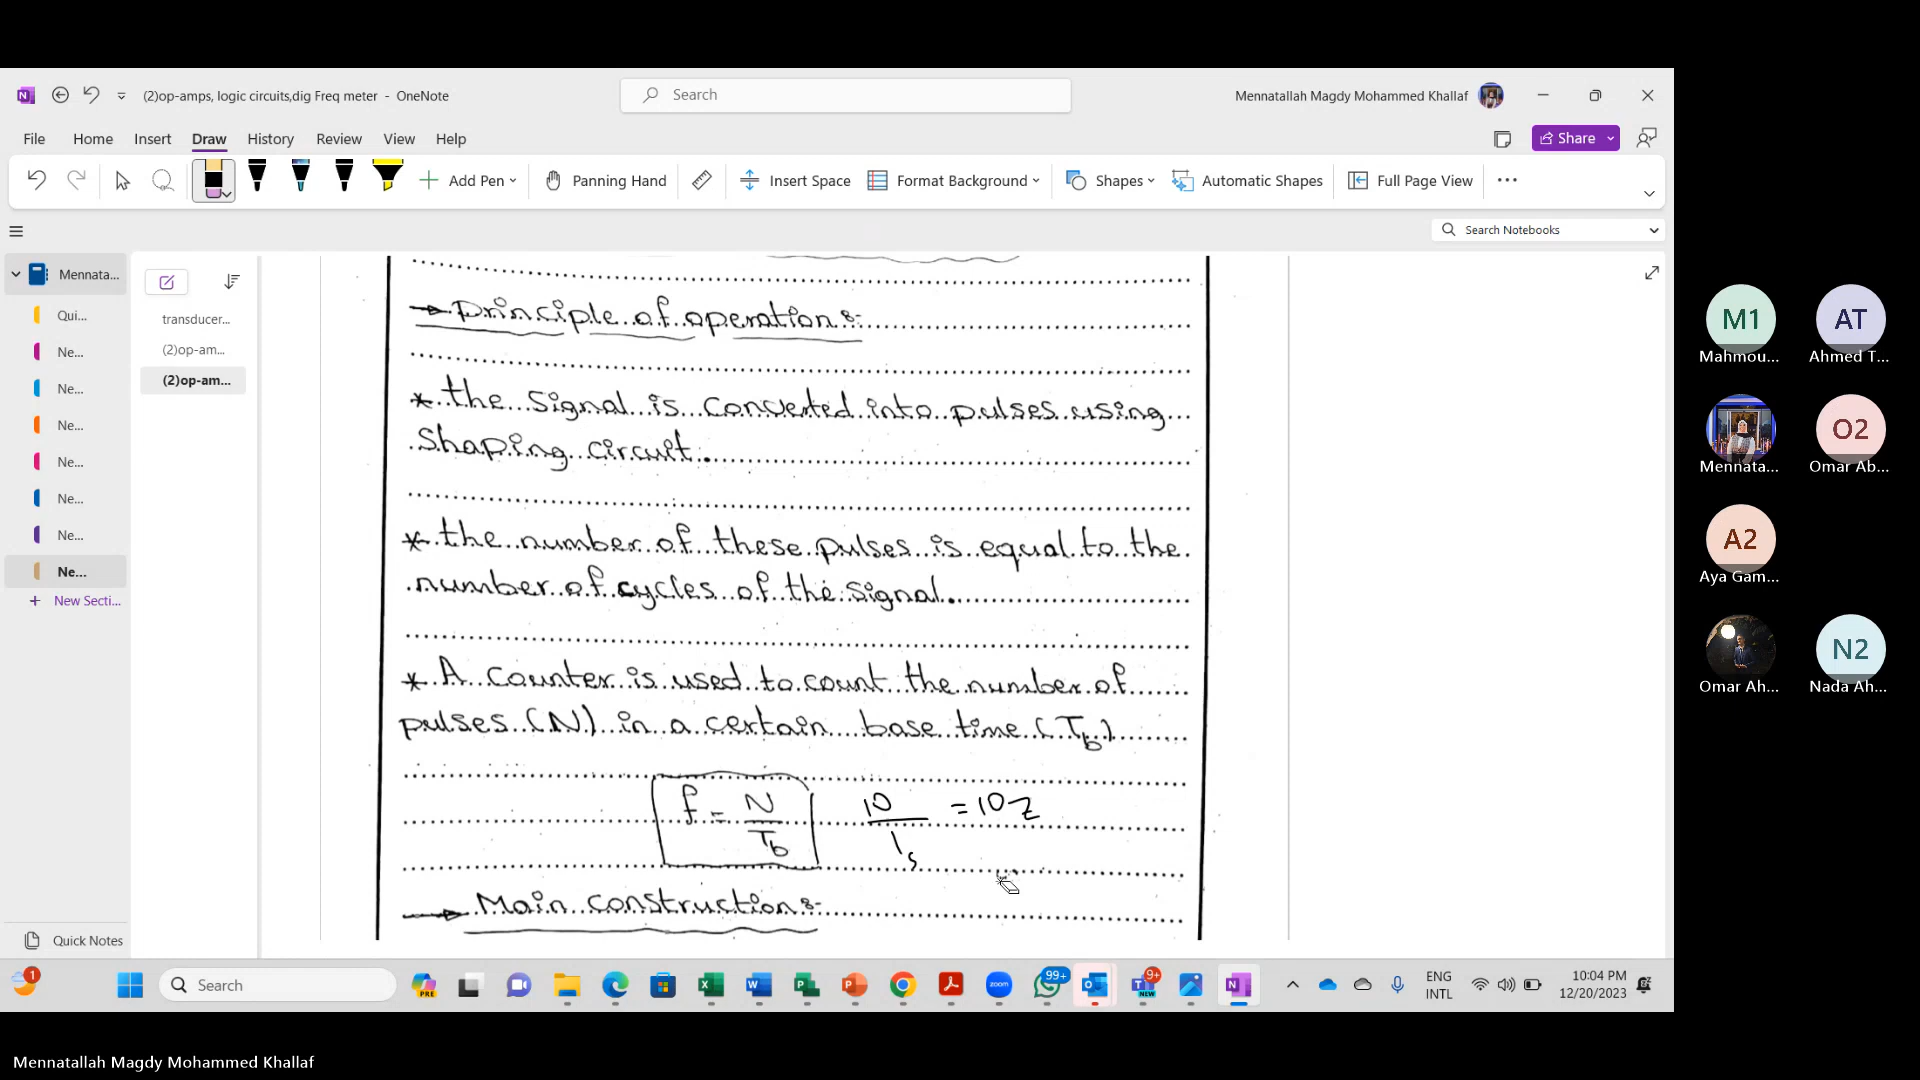 (2)op-amps, logic circuits,dig Freq meter - OneNote
Search
Mennatallah Magdy Mohammed Khallaf
File Home Insert Draw History Review View Help
Share
Add Pen
Panning Hand
Insert Space
Format Background
Shapes
Automatic Shapes
Full Page View
Search Notebooks
Mennata...
Qui...
Ne...
Ne...
Ne...
Ne...
Ne...
Ne...
Ne...
New Secti...
Quick Notes
transducer...
(2)op-am...
(2)op-am...
Principle of operation:-
* the signal is converted into pulses using
shaping circuit.
* the number of these pulses is equal to the
number of cycles of the signal.
* A counter is used to count the number of
pulses (N) in a certain base time (Tb)
f = N / Tb 10 / 1s = 10 z
Main construction:-
M1
Mahmou...
AT
Ahmed T...
Mennata...
O2
Omar Ab...
A2
Aya Gam...
Omar Ah...
N2
Nada Ah...
1
Search
PRE
99+
9+
NEW
ENG
INTL
10:04 PM
12/20/2023
Mennatallah Magdy Mohammed Khallaf